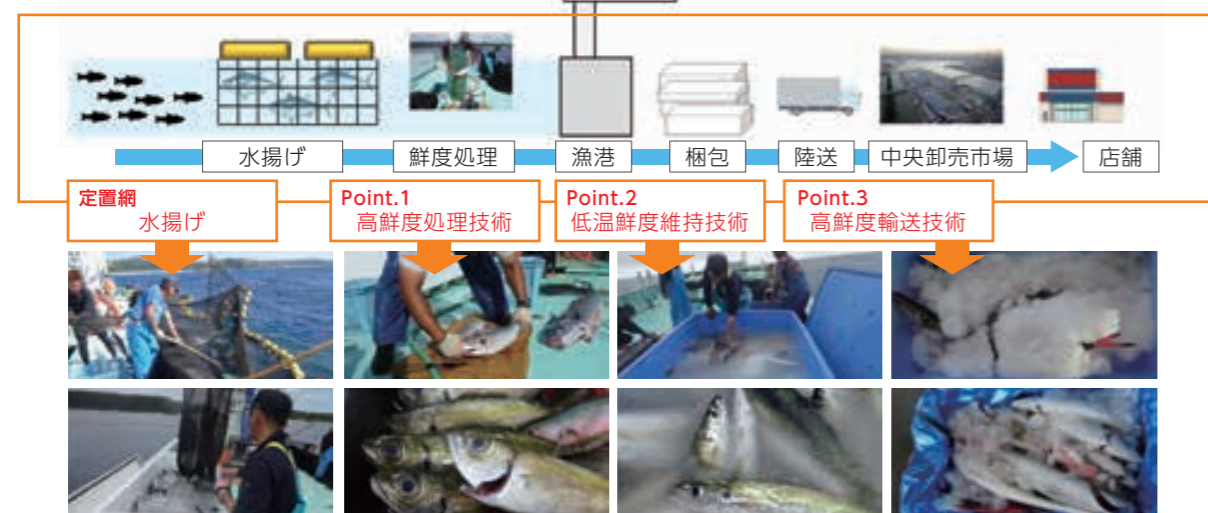 水揚げ
鮮度処理
漁港
梱包
陸送
中央卸売市場
店舗
定置網
水揚げ
Point.1
高鮮度処理技術
Point.2
低温鮮度維持技術
Point.3
高鮮度輸送技術